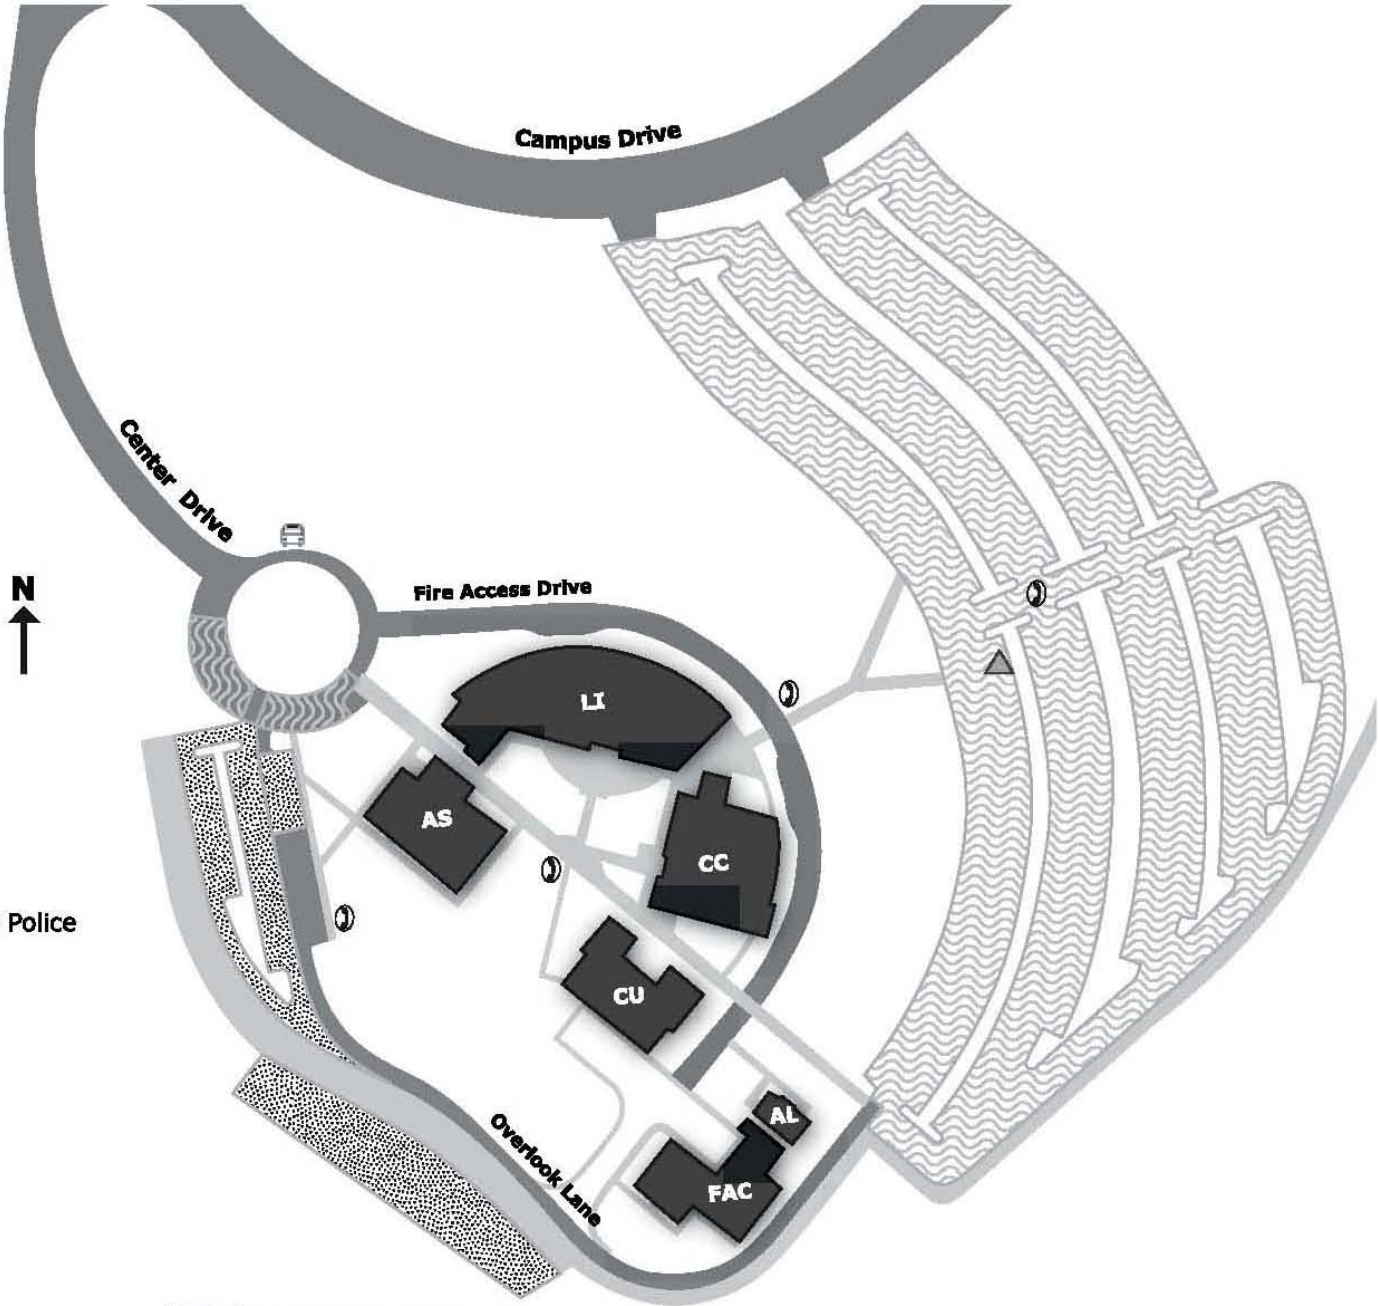 Campus Drive
Center Drive
N
Fire Access Drive
LI
AS
CC
Police
CU
AL
Overlook Lane
FAC